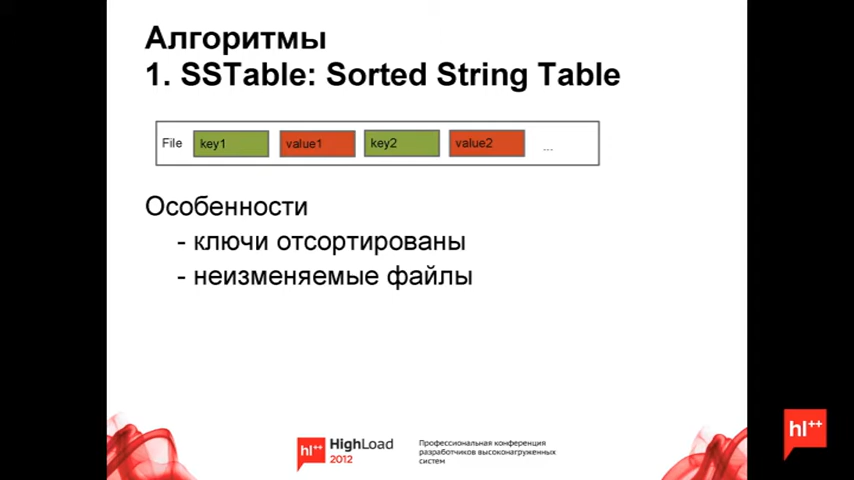 Алгоритмы
1. SSTable: Sorted String Table
File key1 value1 key2 value2 ...
Особенности
- ключи отсортированы
- неизменяемые файлы
hl++ HighLoad
2012
Профессиональная конференция
разработчиков высоконагруженных
систем
hl++